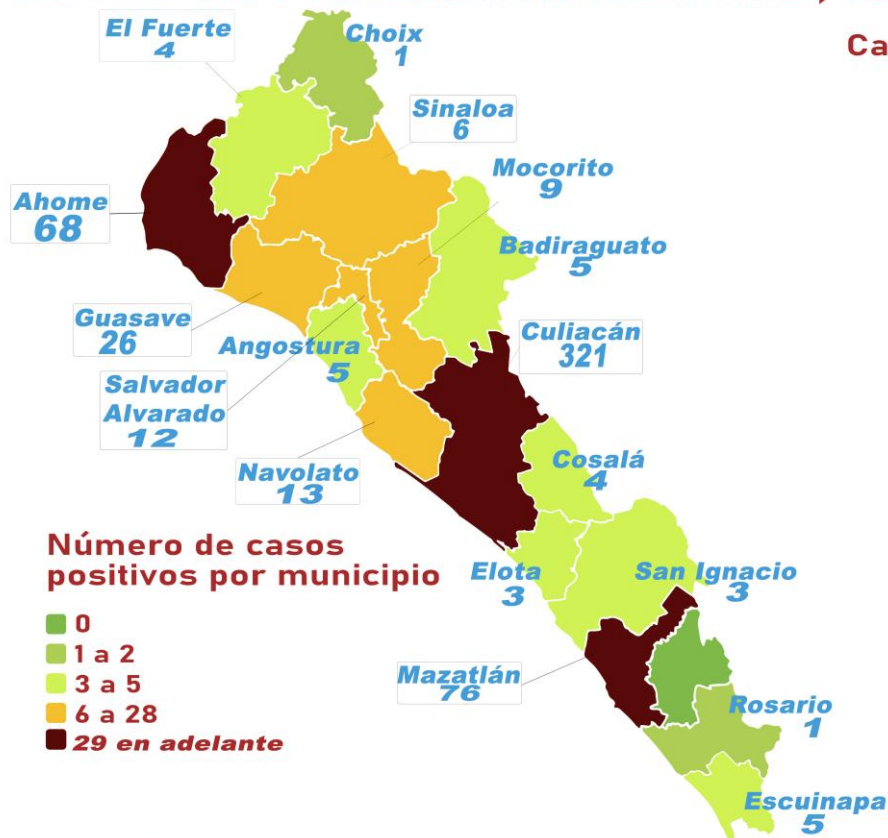 Ca
El Fuerte
4
Choix
1
Sinaloa
6
Mocorito
9
Ahome
68
Badiraguato
5
Guasave
26
Angostura
5
Culiacán
321
Salvador
Alvarado
12
Navolato
13
Cosalá
4
Número de casos
positivos por municipio
Elota
3
San Ignacio
3
0
1 a 2
3 a 5
6 a 28
29 en adelante
Mazatlán
76
Rosario
1
Escuinapa
5